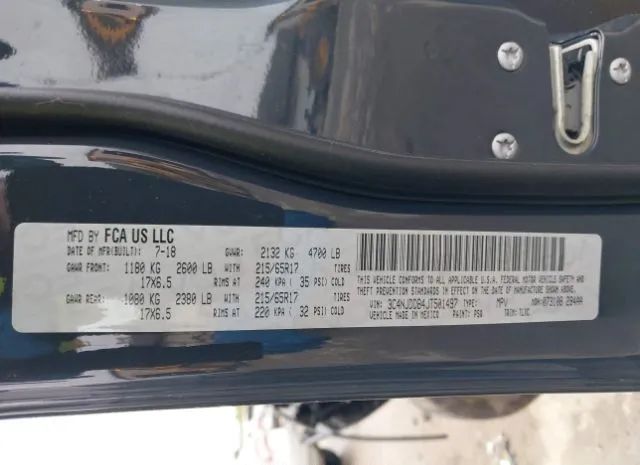 MFD BY FCA US LLC
DATE OF MFR(BUILT): 7-18 GVWR: 2132 KG 4700 LB
GAWR FRONT: 1180 KG 2600 LB WITH 215/65R17 TIRES
17X6.5 RIMS AT 240 KPA ( 35 PSI) COLD
GAWR REAR: 1080 KG 2380 LB WITH 215/65R17 TIRES
17X6.5 RIMS AT 220 KPA ( 32 PSI) COLD
THIS VEHICLE CONFORMS TO ALL APPLICABLE U.S.A. FEDERAL MOTOR VEHICLE SAFETY AND
STANDARDS IN EFFECT ON THE DATE OF MANUFACTURE SHOWN ABOVE.
VIN: 3C4NJDDB4JT501497 TYPE: MPV MDH:
VEHICLE MADE IN MEXICO PAINT: TRIM: